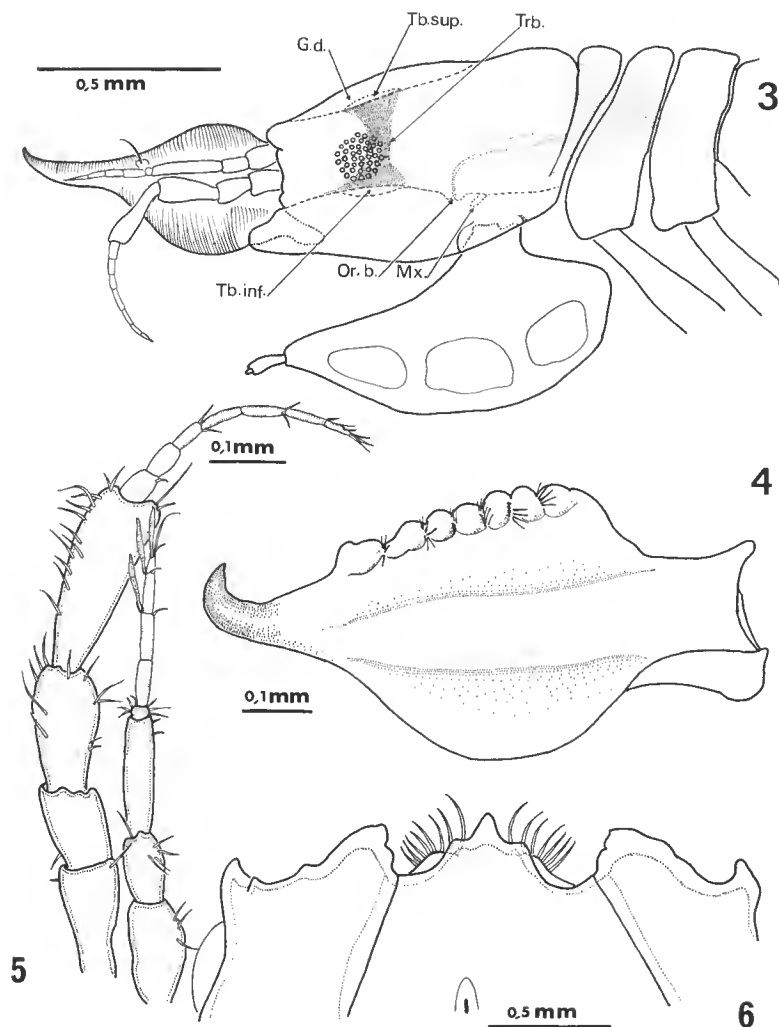 Tb.sup.
Trb.
G.d.
0,5 mm
3
Or.b.
Mx.
Tb.inf.
0,1mm
4
0,1mm
5
0,5 mm
6